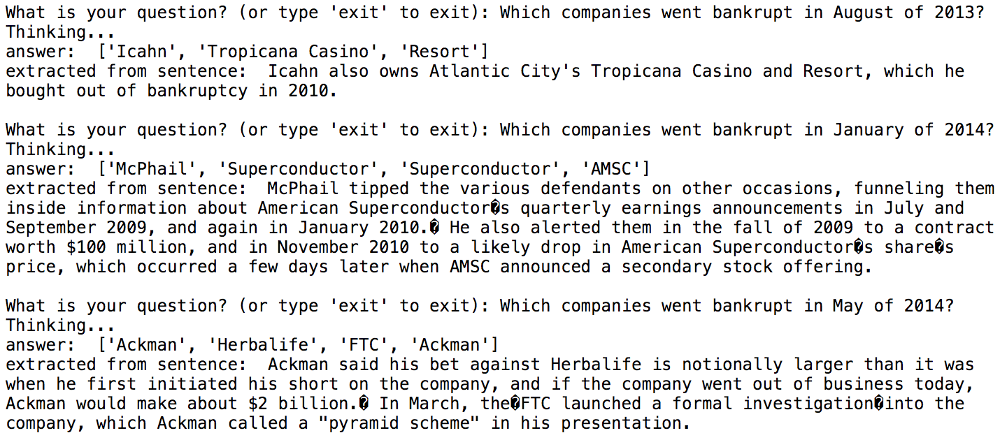 What is your question? (or type 'exit' to exit): Which companies went bankrupt in August of 2013?
Thinking...
answer:  ['Icahn', 'Tropicana Casino', 'Resort']
extracted from sentence:  Icahn also owns Atlantic City's Tropicana Casino and Resort, which he
bought out of bankruptcy in 2010.

What is your question? (or type 'exit' to exit): Which companies went bankrupt in January of 2014?
Thinking...
answer:  ['McPhail', 'Superconductor', 'Superconductor', 'AMSC']
extracted from sentence:  McPhail tipped the various defendants on other occasions, funneling them
inside information about American Superconductor�s quarterly earnings announcements in July and
September 2009, and again in January 2010.� He also alerted them in the fall of 2009 to a contract
worth $100 million, and in November 2010 to a likely drop in American Superconductor�s share�s
price, which occurred a few days later when AMSC announced a secondary stock offering.

What is your question? (or type 'exit' to exit): Which companies went bankrupt in May of 2014?
Thinking...
answer:  ['Ackman', 'Herbalife', 'FTC', 'Ackman']
extracted from sentence:  Ackman said his bet against Herbalife is notionally larger than it was
when he first initiated his short on the company, and if the company went out of business today,
Ackman would make about $2 billion.� In March, the�FTC launched a formal investigation�into the
company, which Ackman called a "pyramid scheme" in his presentation.